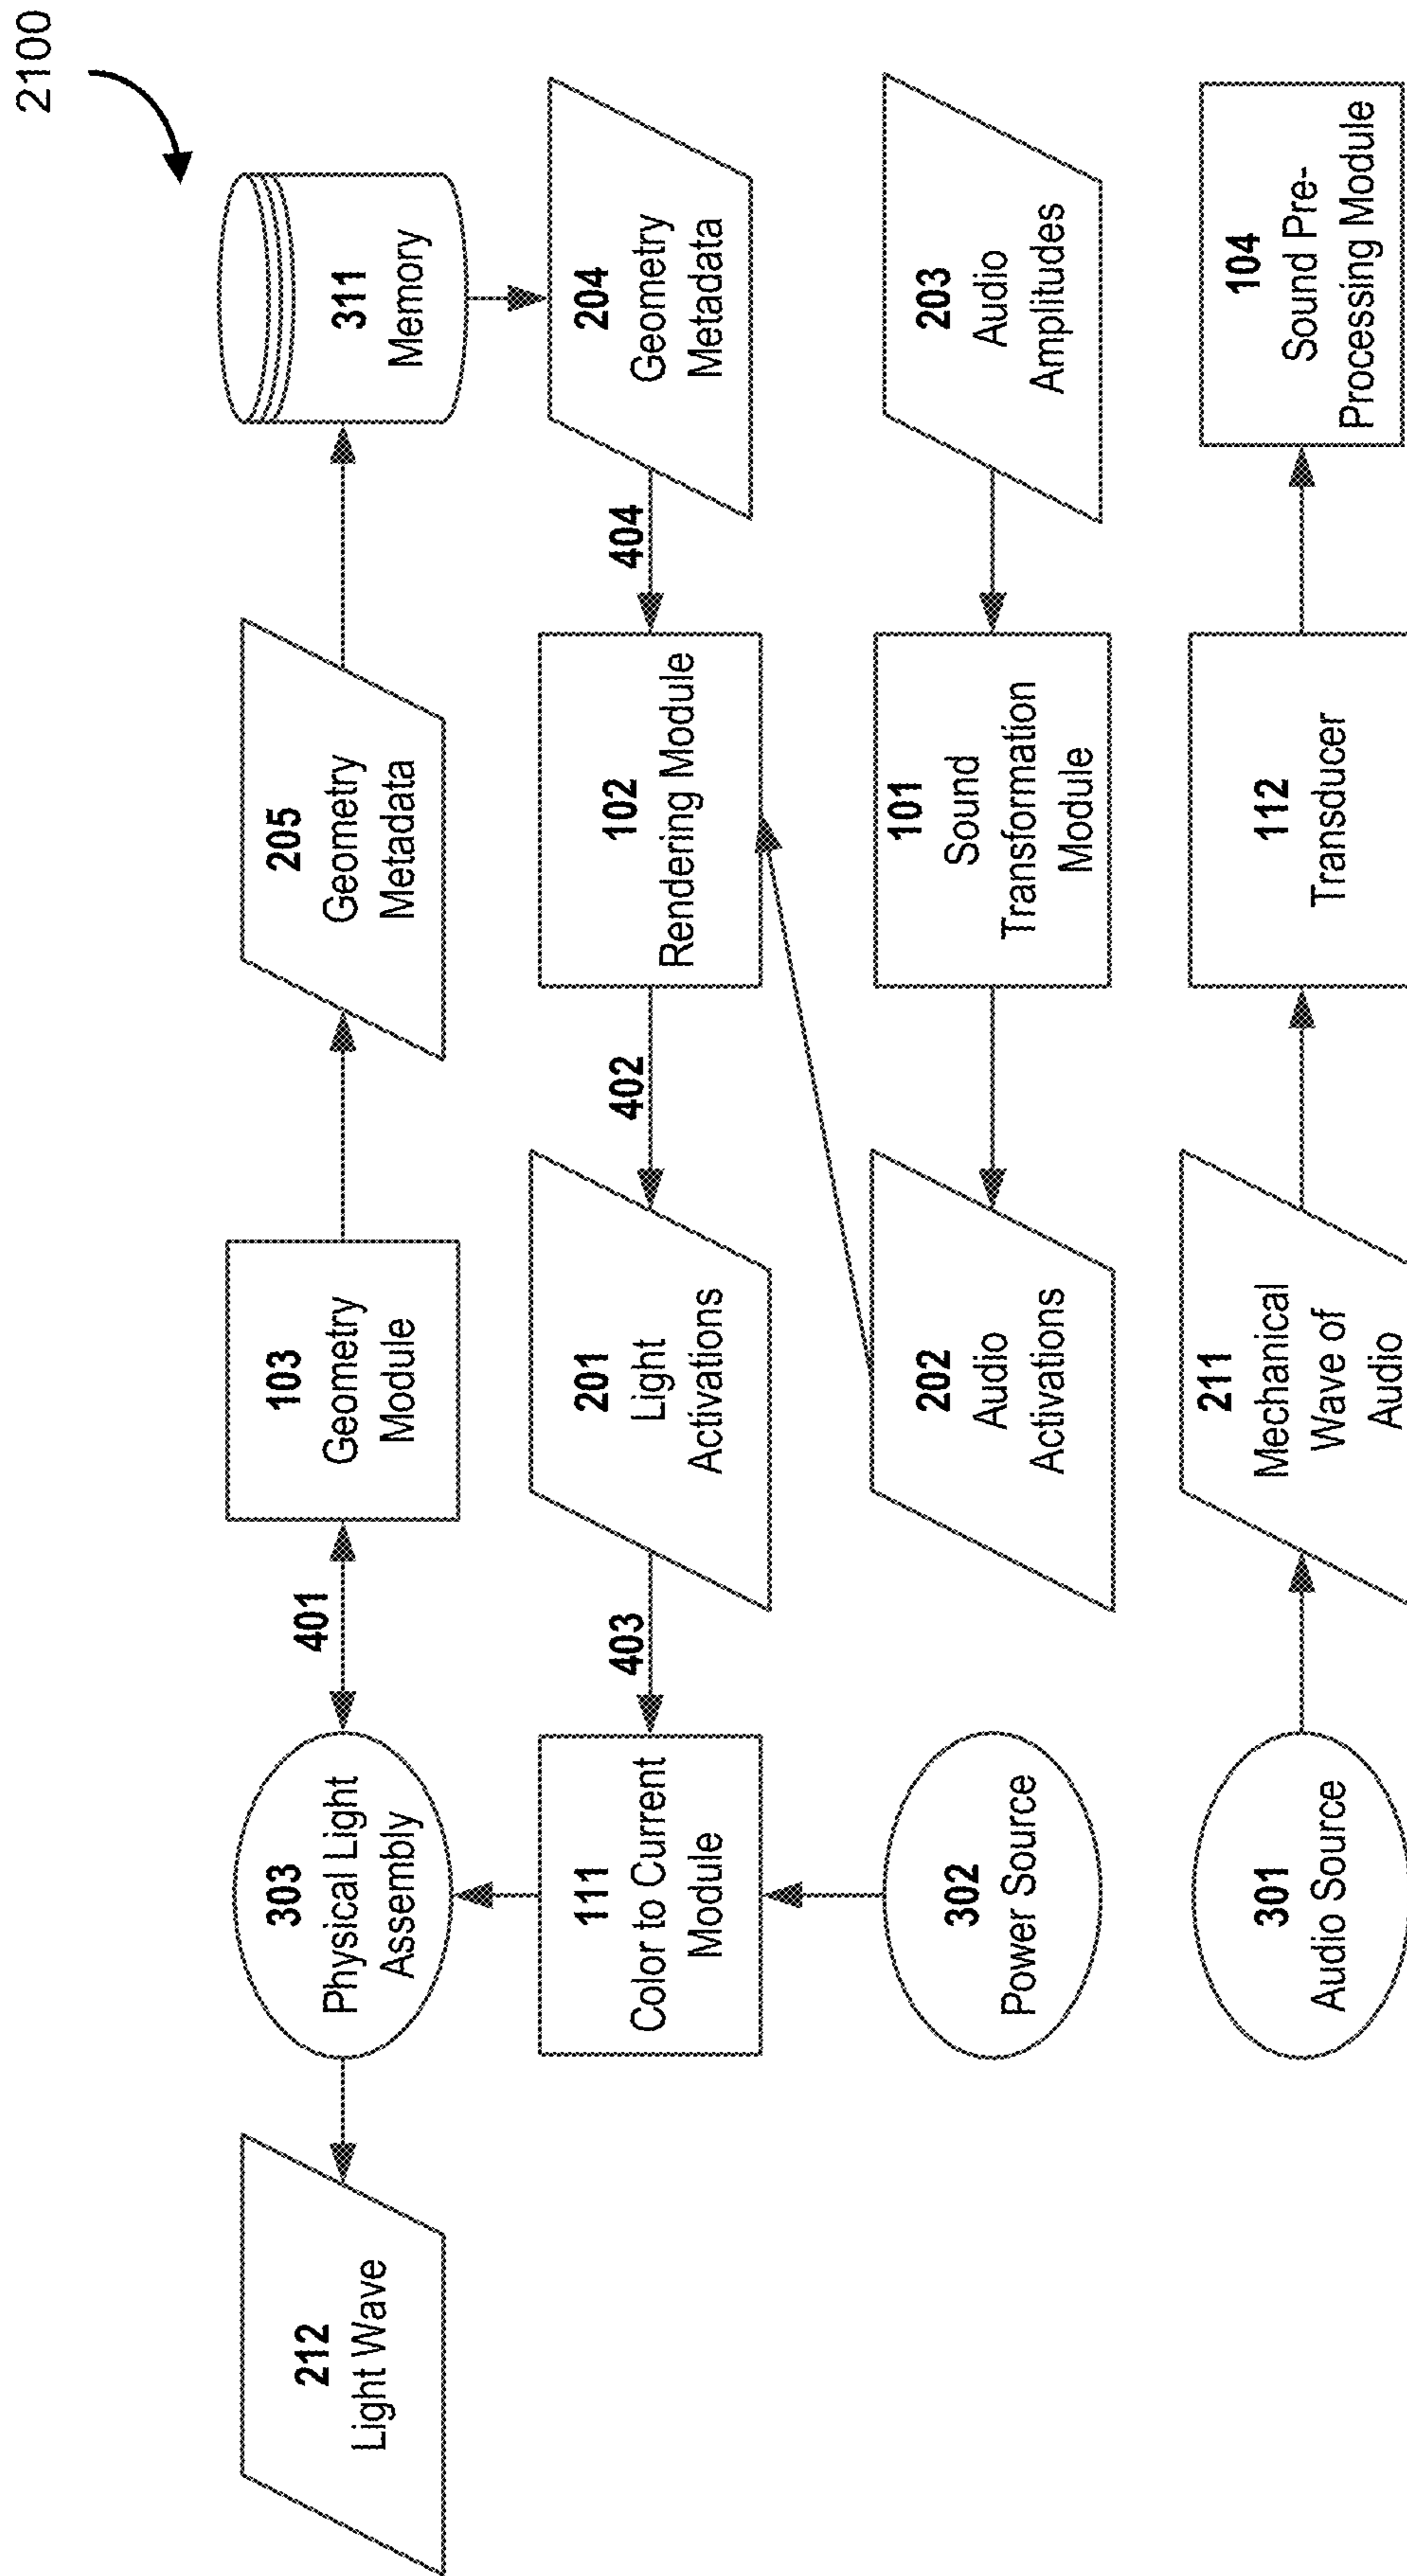 2100
212
Light Wave
303
Physical Light
Assembly
401
103
Geometry
Module
205
Geometry
Metadata
311
Memory
111
Color to Current
Module
403
201
Light
Activations
402
102
Rendering Module
404
204
Geometry
Metadata
302
Power Source
202
Audio
Activations
101
Sound
Transformation
Module
203
Audio
Amplitudes
301
Audio Source
211
Mechanical
Wave of
Audio
112
Transducer
104
Sound Pre-
Processing Module